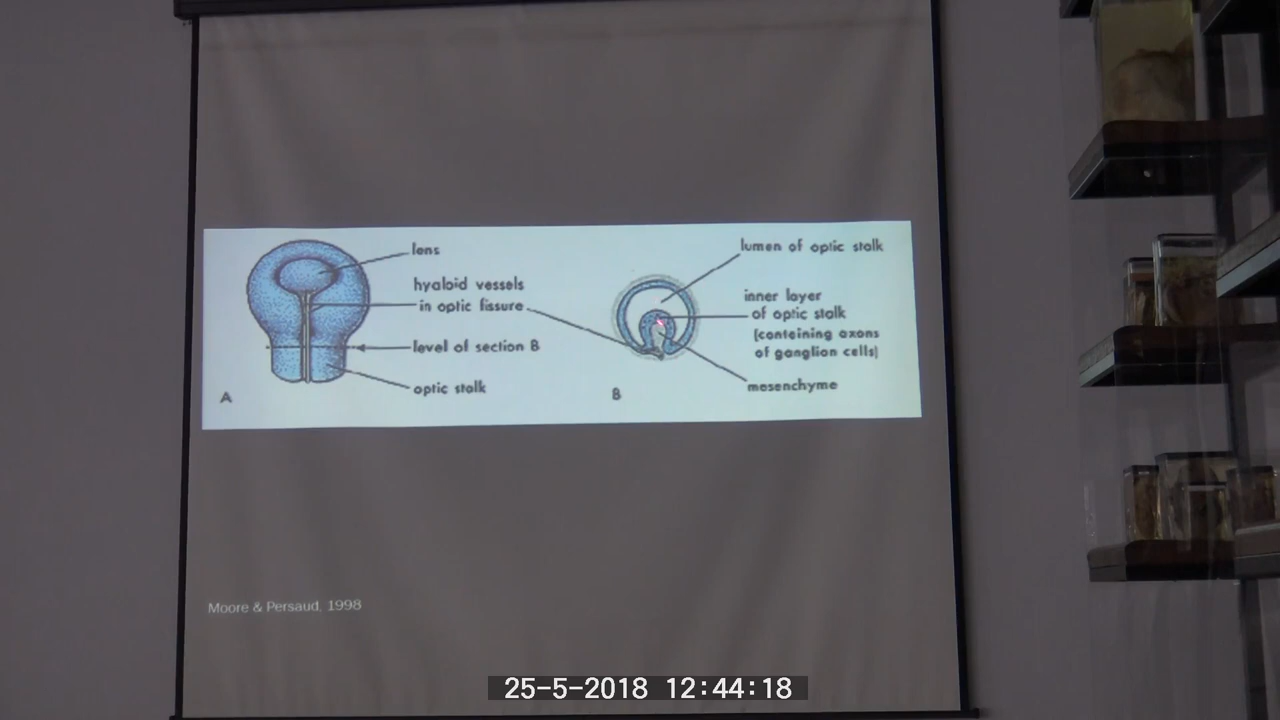 lens
hyaloid vessels
in optic fissure
level of section B
optic stalk
A
lumen of optic stalk
inner layer
of optic stalk
(containing axons
of ganglion cells)
mesenchyme
B
Moore & Persaud, 1998
25-5-2018 12:44:18